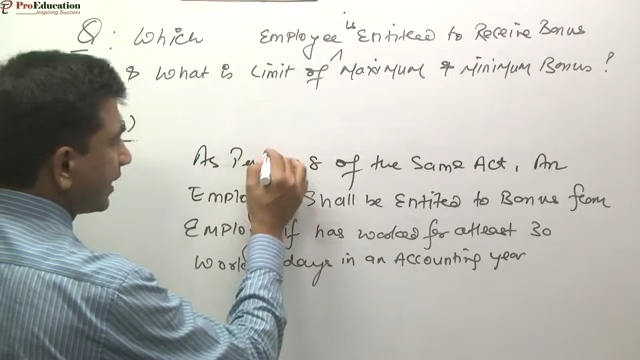 ProEducation
Inspiring Success
Q: Which Employee is Entitled to Receive Bonus
& What is Limit of Maximum & Minimum Bonus?
)
As Pe 8 of the Same Act, An
Emplo Shall be Entitled to Bonus from
Employ if has worked for atleast 30
Work days in an Accounting year